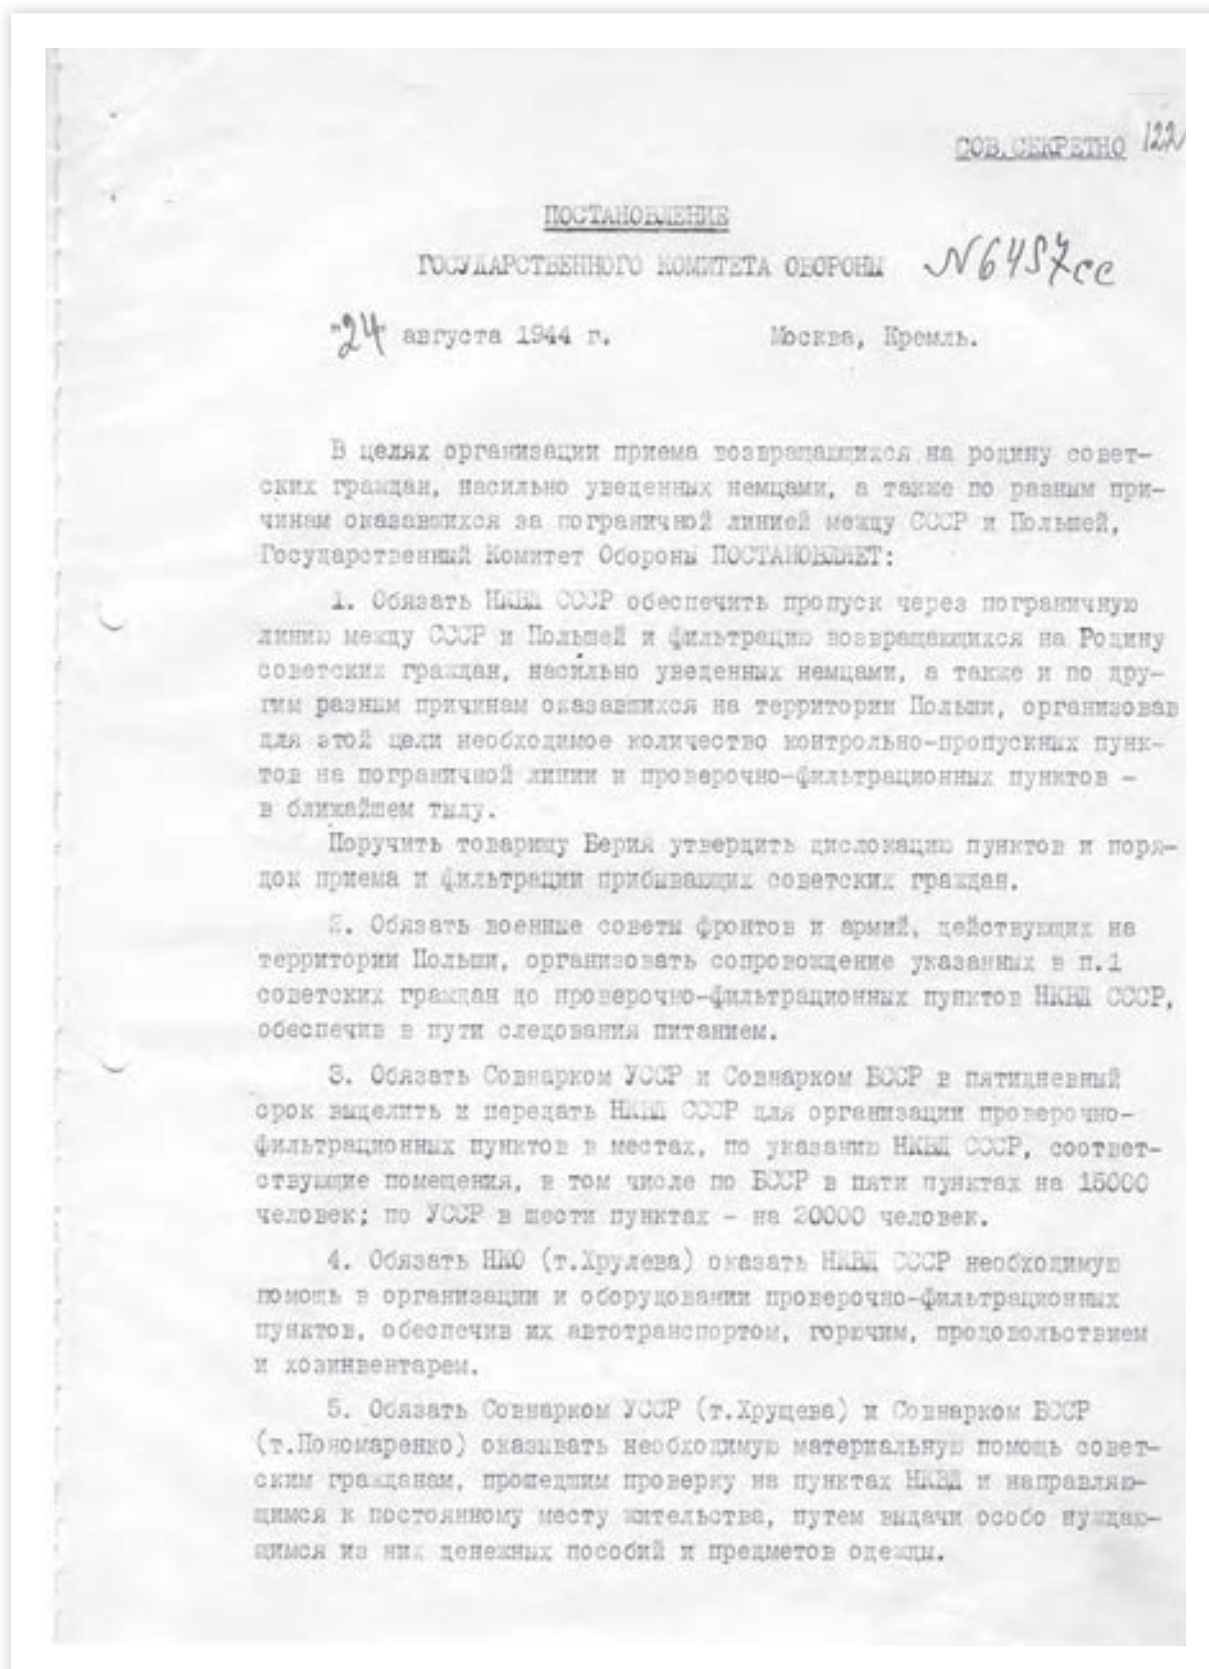 СОВ.СЕКРЕТНО 122
ПОСТАНОВЛЕНИЕ
ГОСУДАРСТВЕННОГО КОМИТЕТА ОБОРОНЫ №6457сс
"24" августа 1944 г. Москва, Кремль.
В целях организации приема возвращающихся на родину совет-
ских граждан, насильно уведенных немцами, а также по разным при-
чинам оказавшихся за пограничной линией между СССР и Польшей,
Государственный Комитет Обороны ПОСТАНОВЛЯЕТ:
1. Обязать НКВД СССР обеспечить пропуск через пограничную
линию между СССР и Польшей и фильтрацию возвращающихся на Родину
советских граждан, насильно уведенных немцами, а также и по дру-
гим разным причинам оказавшихся на территории Польши, организовав
для этой цели необходимое количество контрольно-пропускных пунк-
тов на пограничной линии и проверочно-фильтрационных пунктов -
в ближайшем тылу.
Поручить товарищу Берия утвердить дислокацию пунктов и поря-
док приема и фильтрации прибывающих советских граждан.
2. Обязать военные советы фронтов и армий, действующих на
территории Польши, организовать сопровождение указанных в п.1
советских граждан до проверочно-фильтрационных пунктов НКВД СССР,
обеспечив в пути следования питанием.
3. Обязать Совнарком УССР и Совнарком БССР в пятидневный
срок выделить и передать НКВД СССР для организации проверочно-
фильтрационных пунктов в местах, по указанию НКВД СССР, соответ-
ствующие помещения, в том числе по БССР в пяти пунктах на 15000
человек; по УССР в шести пунктах - на 20000 человек.
4. Обязать НКО (т.Хрулева) оказать НКВД СССР необходимую
помощь в организации и оборудовании проверочно-фильтрационных
пунктов, обеспечив их автотранспортом, горючим, продовольствием
и хозинвентарем.
5. Обязать Совнарком УССР (т.Хрущева) и Совнарком БССР
(т.Пономаренко) оказывать необходимую материальную помощь совет-
ским гражданам, прошедшим проверку на пунктах НКВД и направляю-
щимся к постоянному месту жительства, путем выдачи особо нуждаю-
щимся из них денежных пособий и предметов одежды.